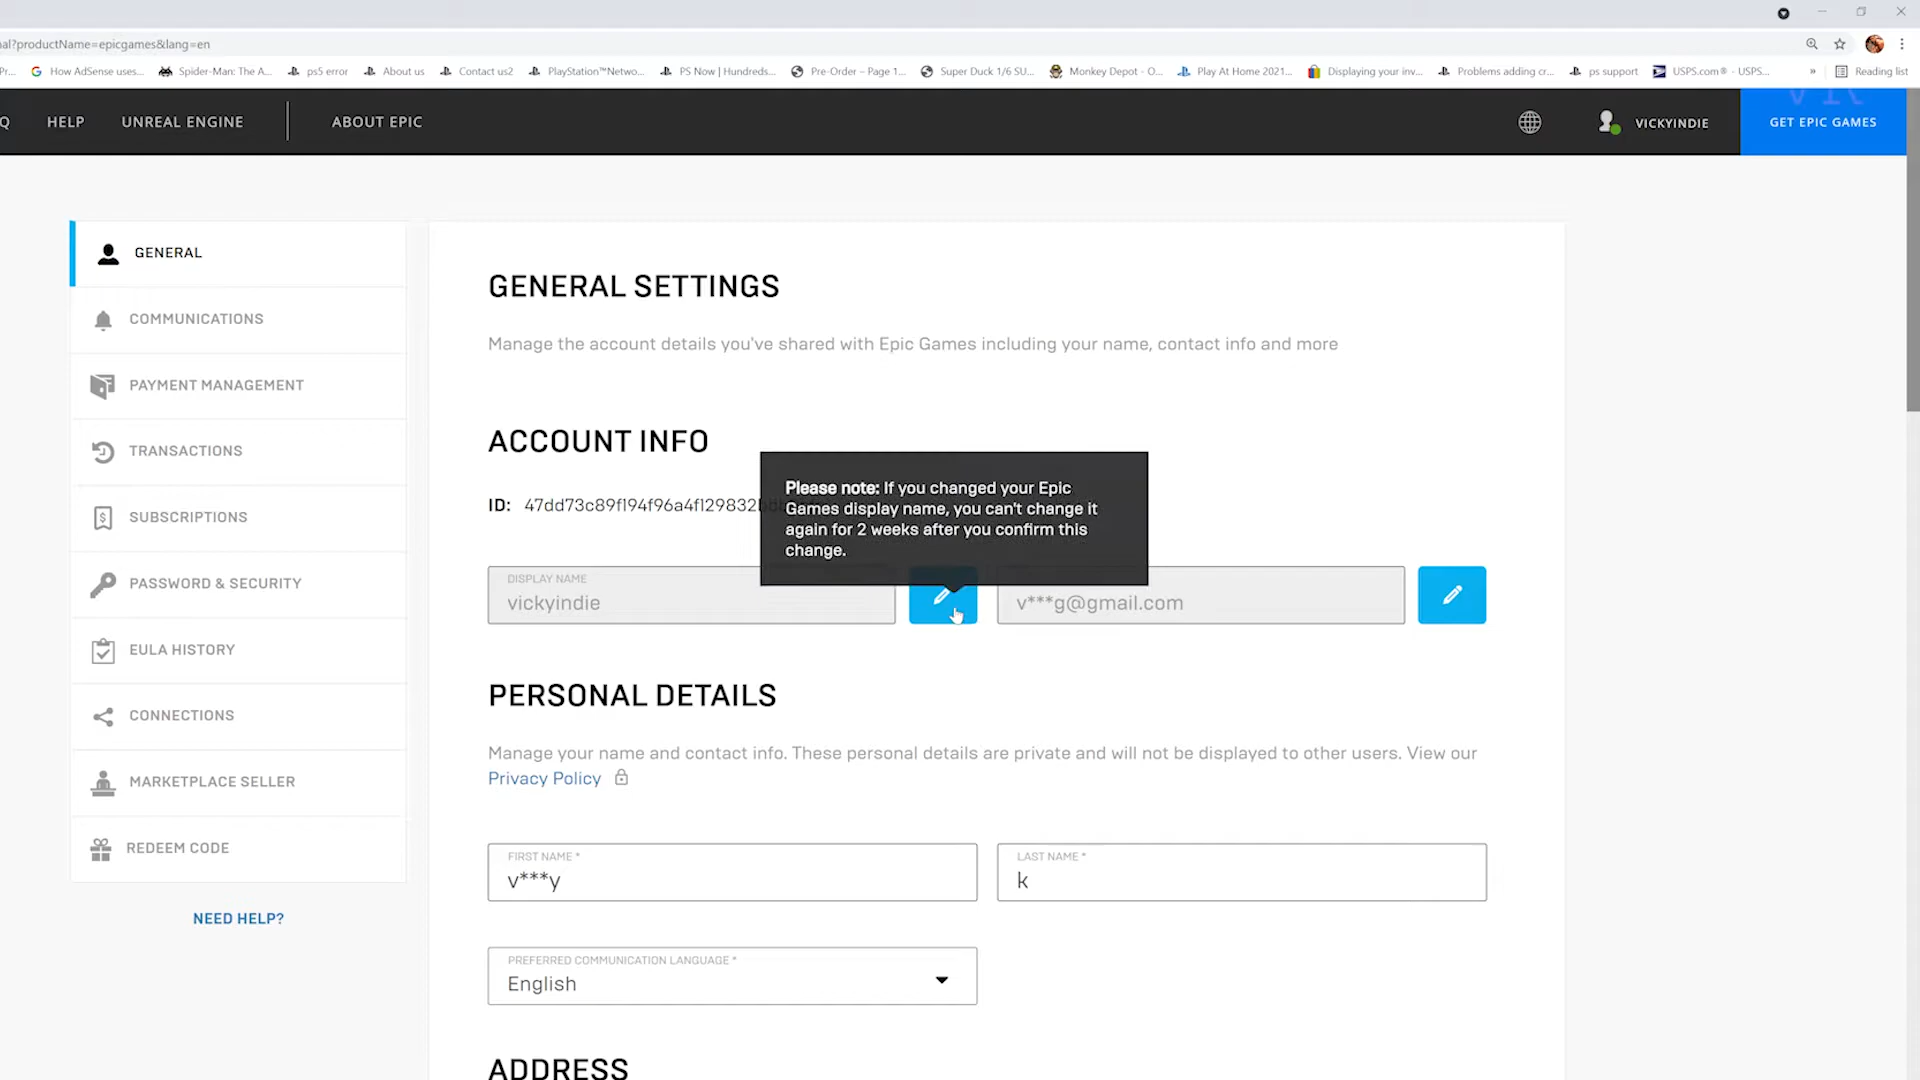 nal?productName=epicgames&lang=en
Pr... How AdSense uses... Spider-Man: The A... ps5 error About us Contact us2 PlayStation™Netwo... PS Now | Hundreds... Pre-Order – Page 1... Super Duck 1/6 SU... Monkey Depot - O... Play At Home 2021... Displaying your inv... Problems adding cr... ps support USPS.com® - USPS... » Reading list
Q HELP UNREAL ENGINE ABOUT EPIC VICKYINDIE GET EPIC GAMES
GENERAL
COMMUNICATIONS
PAYMENT MANAGEMENT
TRANSACTIONS
SUBSCRIPTIONS
PASSWORD & SECURITY
EULA HISTORY
CONNECTIONS
MARKETPLACE SELLER
REDEEM CODE
NEED HELP?
GENERAL SETTINGS
Manage the account details you've shared with Epic Games including your name, contact info and more
ACCOUNT INFO
ID: 47dd73c89f194f96a4f129832
Please note: If you changed your Epic
Games display name, you can't change it
again for 2 weeks after you confirm this
change.
DISPLAY NAME
vickyindie
v***g@gmail.com
PERSONAL DETAILS
Manage your name and contact info. These personal details are private and will not be displayed to other users. View our
Privacy Policy
FIRST NAME *
v***y
LAST NAME *
k
PREFERRED COMMUNICATION LANGUAGE *
English
ADDRESS